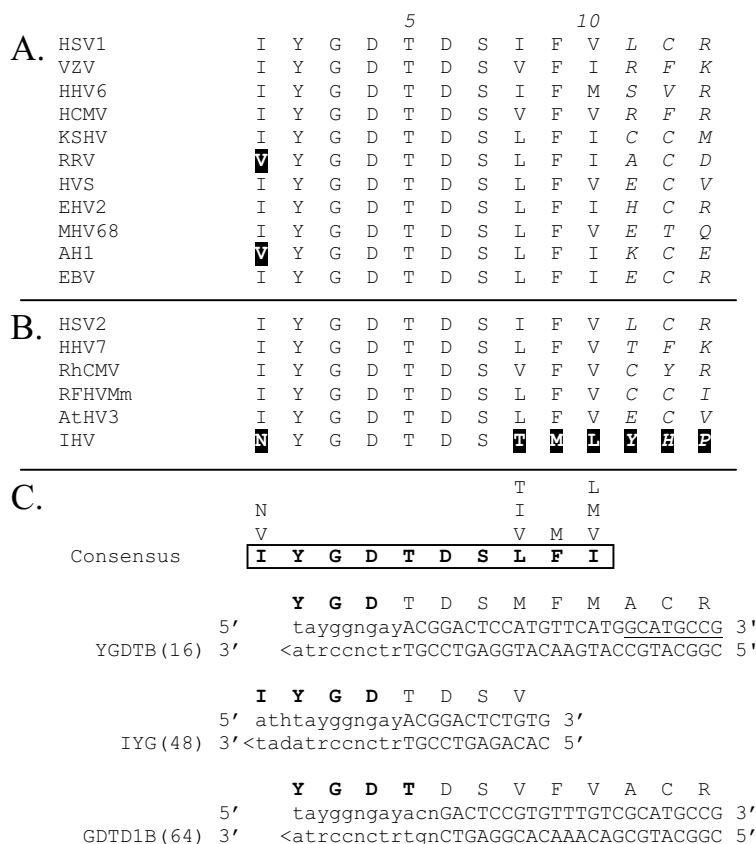 5 10
A. HSV1 I Y G D T D S I F V L C R
VZV I Y G D T D S V F I R F K
HHV6 I Y G D T D S I F M S V R
HCMV I Y G D T D S V F V R F R
KSHV I Y G D T D S L F I C C M
RRV V Y G D T D S L F I A C D
HVS I Y G D T D S L F V E C V
EHV2 I Y G D T D S L F I H C R
MHV68 I Y G D T D S L F V E T Q
AH1 V Y G D T D S L F I K C E
EBV I Y G D T D S L F I E C R
B. HSV2 I Y G D T D S I F V L C R
HHV7 I Y G D T D S L F V T F K
RhCMV I Y G D T D S V F V C Y R
RFHVMm I Y G D T D S L F V C C I
AtHV3 I Y G D T D S L F V E C V
IHV N Y G D T D S T M L Y H P
C. T L
N I M
V V M V
Consensus I Y G D T D S L F I
Y G D T D S M F M A C R
5′ tayggngayACGGACTCCATGTTCATGGCATGCCG 3'
YGDTB(16) 3′ <atrccnctrTGCCTGAGGTACAAGTACCGTACGGC 5'
I Y G D T D S V
5′ athtayggngayACGGACTCTGTG 3′
IYG(48) 3′<tadatrccnctrTGCCTGAGACAC 5′
Y G D T D S V F V A C R
5′ tayggngayacnGACTCCGTGTTTGTCGCATGCCG 3′
GDTD1B(64) 3′ <atrccnctrtgnCTGAGGCACAAACAGCGTACGGC 5′